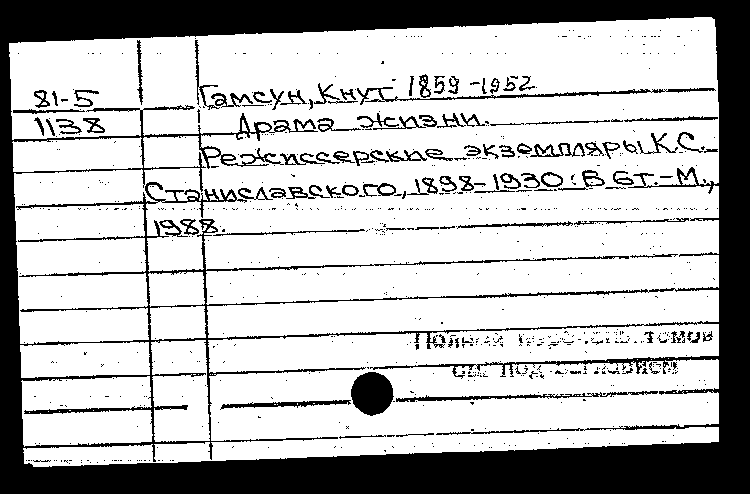 81-5 Гамсун, Кнут. 1859-1952
1138 Драма жизни.
Режиссерские экземпляры К.С.
Станиславского, 1898-1930: В 6т.-М.,
1988.
Полный перечень томов
см. под заглавием